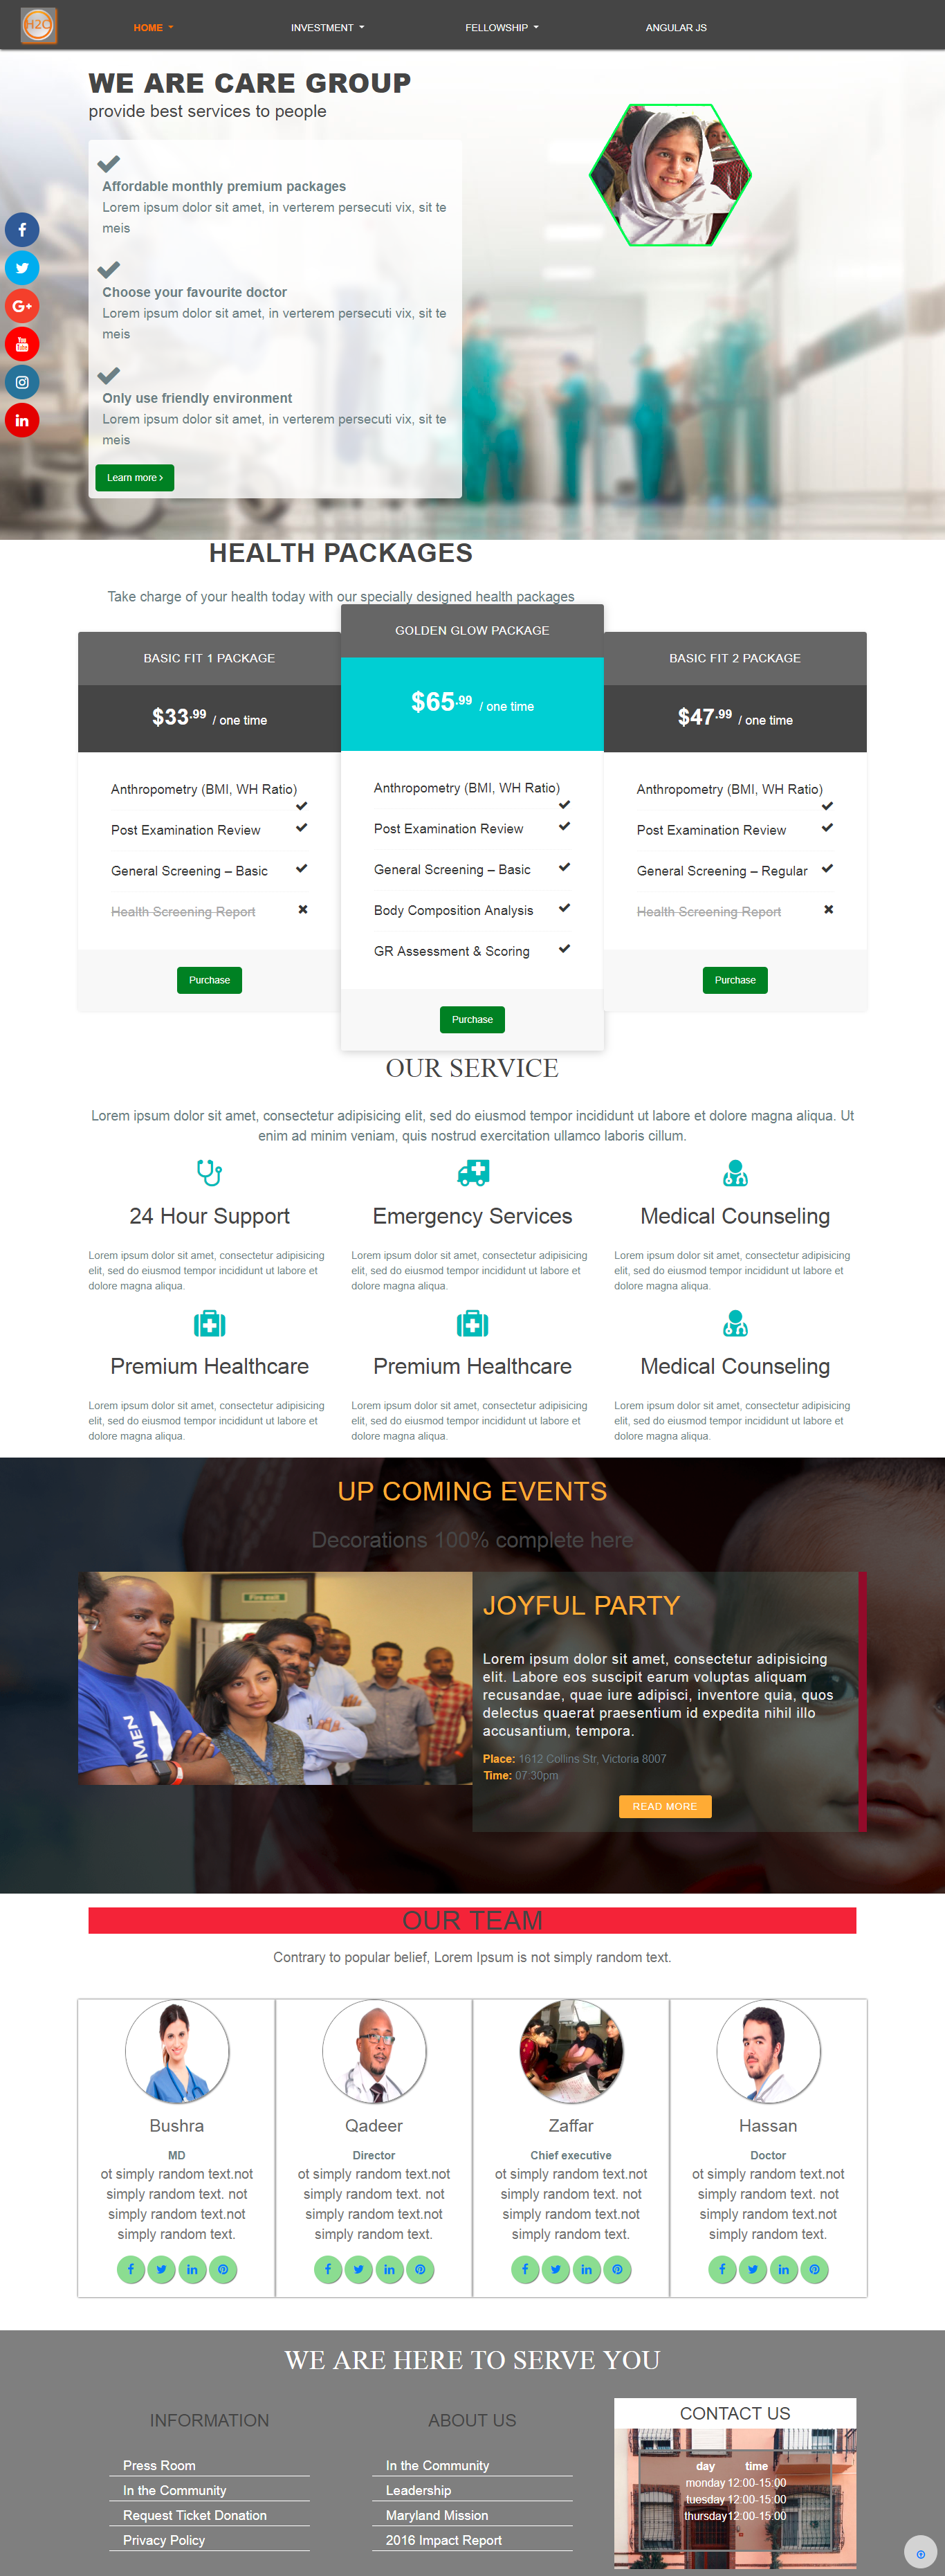 H2O
HOME
INVESTMENT
FELLOWSHIP
ANGULAR JS
WE ARE CARE GROUP
provide best services to people
Affordable monthly premium packages
Lorem ipsum dolor sit amet, in verterem persecuti vix, sit te
meis
Choose your favourite doctor
Lorem ipsum dolor sit amet, in verterem persecuti vix, sit te
meis
Only use friendly environment
Lorem ipsum dolor sit amet, in verterem persecuti vix, sit te
meis
Learn more ›
HEALTH PACKAGES
Take charge of your health today with our specially designed health packages
BASIC FIT 1 PACKAGE
$33.99 / one time
Anthropometry (BMI, WH Ratio)
Post Examination Review
General Screening – Basic
Health Screening Report
Purchase
GOLDEN GLOW PACKAGE
$65.99 / one time
Anthropometry (BMI, WH Ratio)
Post Examination Review
General Screening – Basic
Body Composition Analysis
GR Assessment & Scoring
Purchase
BASIC FIT 2 PACKAGE
$47.99 / one time
Anthropometry (BMI, WH Ratio)
Post Examination Review
General Screening – Regular
Health Screening Report
Purchase
OUR SERVICE
Lorem ipsum dolor sit amet, consectetur adipisicing elit, sed do eiusmod tempor incididunt ut labore et dolore magna aliqua. Ut
enim ad minim veniam, quis nostrud exercitation ullamco laboris cillum.
24 Hour Support
Lorem ipsum dolor sit amet, consectetur adipisicing
elit, sed do eiusmod tempor incididunt ut labore et
dolore magna aliqua.
Emergency Services
Lorem ipsum dolor sit amet, consectetur adipisicing
elit, sed do eiusmod tempor incididunt ut labore et
dolore magna aliqua.
Medical Counseling
Lorem ipsum dolor sit amet, consectetur adipisicing
elit, sed do eiusmod tempor incididunt ut labore et
dolore magna aliqua.
Premium Healthcare
Lorem ipsum dolor sit amet, consectetur adipisicing
elit, sed do eiusmod tempor incididunt ut labore et
dolore magna aliqua.
Premium Healthcare
Lorem ipsum dolor sit amet, consectetur adipisicing
elit, sed do eiusmod tempor incididunt ut labore et
dolore magna aliqua.
Medical Counseling
Lorem ipsum dolor sit amet, consectetur adipisicing
elit, sed do eiusmod tempor incididunt ut labore et
dolore magna aliqua.
UP COMING EVENTS
Decorations 100% complete here
Fire exit
MEN
JOYFUL PARTY
Lorem ipsum dolor sit amet, consectetur adipisicing
elit. Labore eos suscipit earum voluptas aliquam
recusandae, quae iure adipisci, inventore quia, quos
delectus quaerat praesentium id expedita nihil illo
accusantium, tempora.
Place: 1612 Collins Str, Victoria 8007
Time: 07:30pm
READ MORE
OUR TEAM
Contrary to popular belief, Lorem Ipsum is not simply random text.
Bushra
MD
ot simply random text.not
simply random text. not
simply random text.not
simply random text.
Qadeer
Director
ot simply random text.not
simply random text. not
simply random text.not
simply random text.
Zaffar
Chief executive
ot simply random text.not
simply random text. not
simply random text.not
simply random text.
Hassan
Doctor
ot simply random text.not
simply random text. not
simply random text.not
simply random text.
WE ARE HERE TO SERVE YOU
INFORMATION
Press Room
In the Community
Request Ticket Donation
Privacy Policy
ABOUT US
In the Community
Leadership
Maryland Mission
2016 Impact Report
CONTACT US
day time
monday 12:00-15:00
tuesday 12:00-15:00
thursday 12:00-15:00